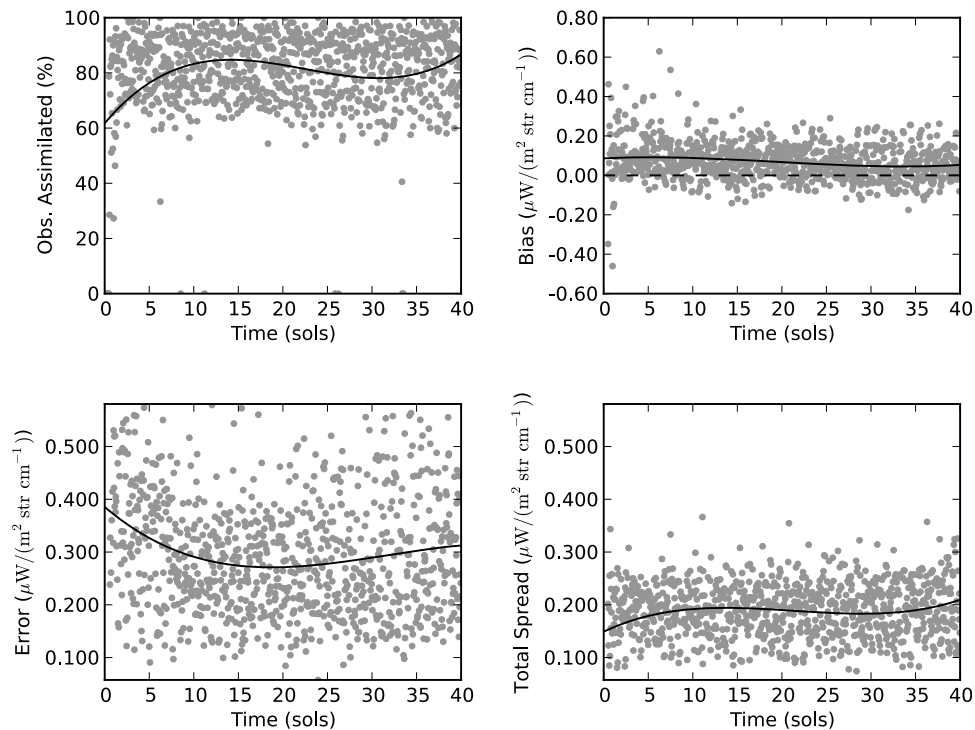 100
80
60
40
20
0
Obs. Assimilated (%)
0 5 10 15 20 25 30 35 40
Time (sols)
0.80
0.60
0.40
0.20
0.00
-0.20
-0.40
-0.60
Bias (μW/(m² str cm⁻¹)
0 5 10 15 20 25 30 35 40
Time (sols)
0.500
0.400
0.300
0.200
0.100
Error (μW/(m² str cm⁻¹))
0 5 10 15 20 25 30 35 40
Time (sols)
0.500
0.400
0.300
0.200
0.100
Total Spread (μW/(m² str cm⁻¹))
0 5 10 15 20 25 30 35 40
Time (sols)